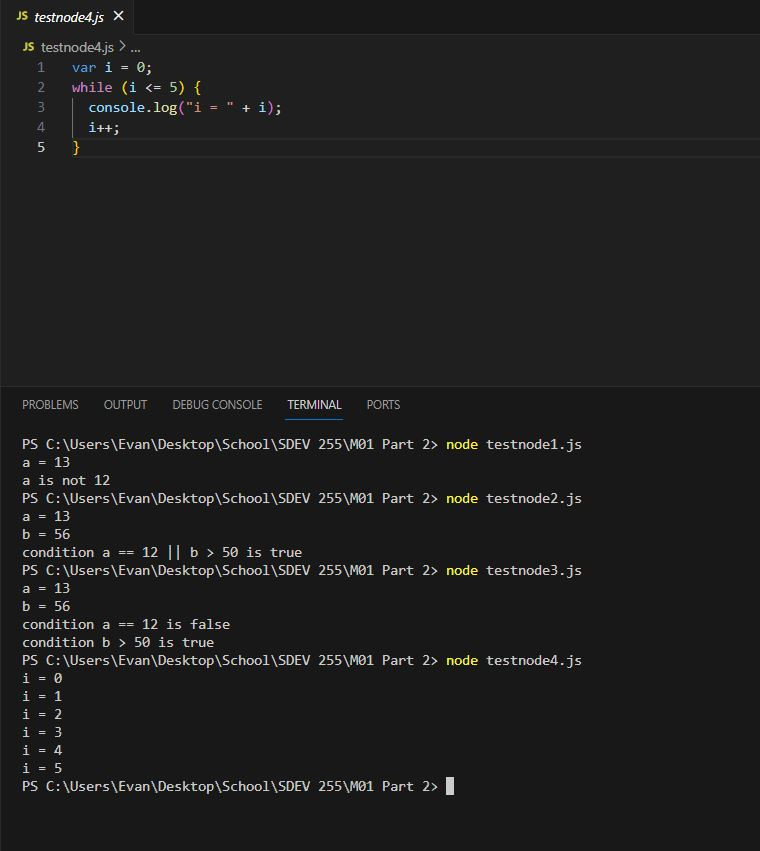 JS testnode4.js ✕
JS testnode4.js > ...
1 var i = 0;
2 while (i <= 5) {
3   console.log("i = " + i);
4   i++;
5 }
PROBLEMS OUTPUT DEBUG CONSOLE TERMINAL PORTS
PS C:\Users\Evan\Desktop\School\SDEV 255\M01 Part 2> node testnode1.js
a = 13
a is not 12
PS C:\Users\Evan\Desktop\School\SDEV 255\M01 Part 2> node testnode2.js
a = 13
b = 56
condition a == 12 || b > 50 is true
PS C:\Users\Evan\Desktop\School\SDEV 255\M01 Part 2> node testnode3.js
a = 13
b = 56
condition a == 12 is false
condition b > 50 is true
PS C:\Users\Evan\Desktop\School\SDEV 255\M01 Part 2> node testnode4.js
i = 0
i = 1
i = 2
i = 3
i = 4
i = 5
PS C:\Users\Evan\Desktop\School\SDEV 255\M01 Part 2>